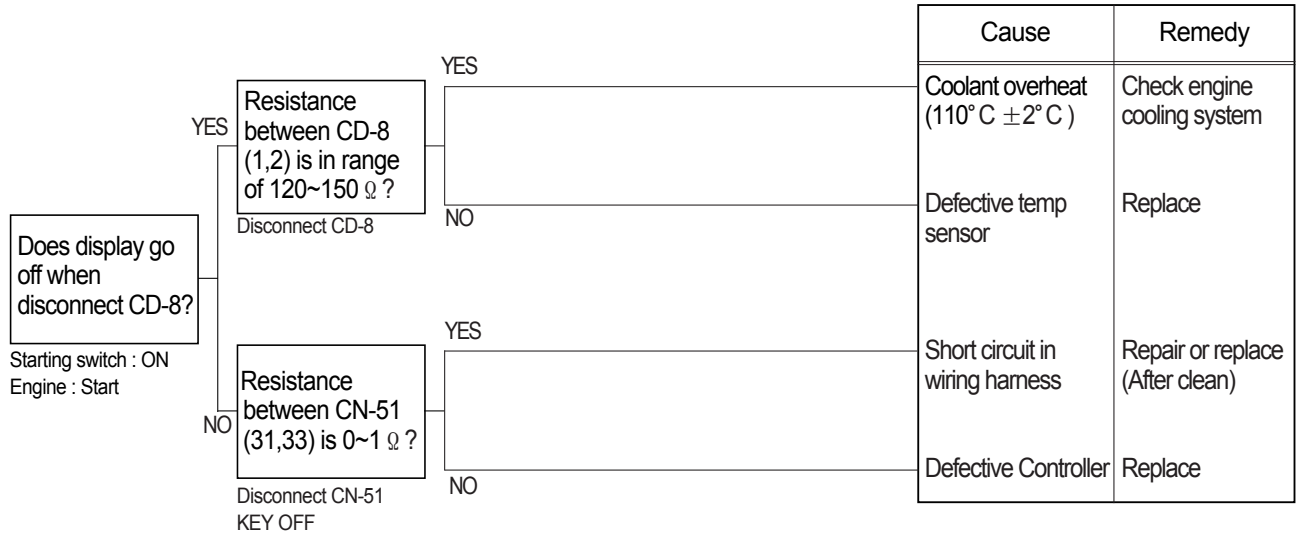 Does display go
off when
disconnect CD-8?
Starting switch : ON
Engine : Start
YES
Resistance
between CD-8
(1,2) is in range
of 120~150 Ω ?
Disconnect CD-8
NO
Resistance
between CN-51
(31,33) is 0~1 Ω ?
Disconnect CN-51
KEY OFF
YES
NO
YES
NO
Cause
Remedy
Coolant overheat
(110°C ±2°C )
Check engine
cooling system
Defective temp
sensor
Replace
Short circuit in
wiring harness
Repair or replace
(After clean)
Defective Controller
Replace